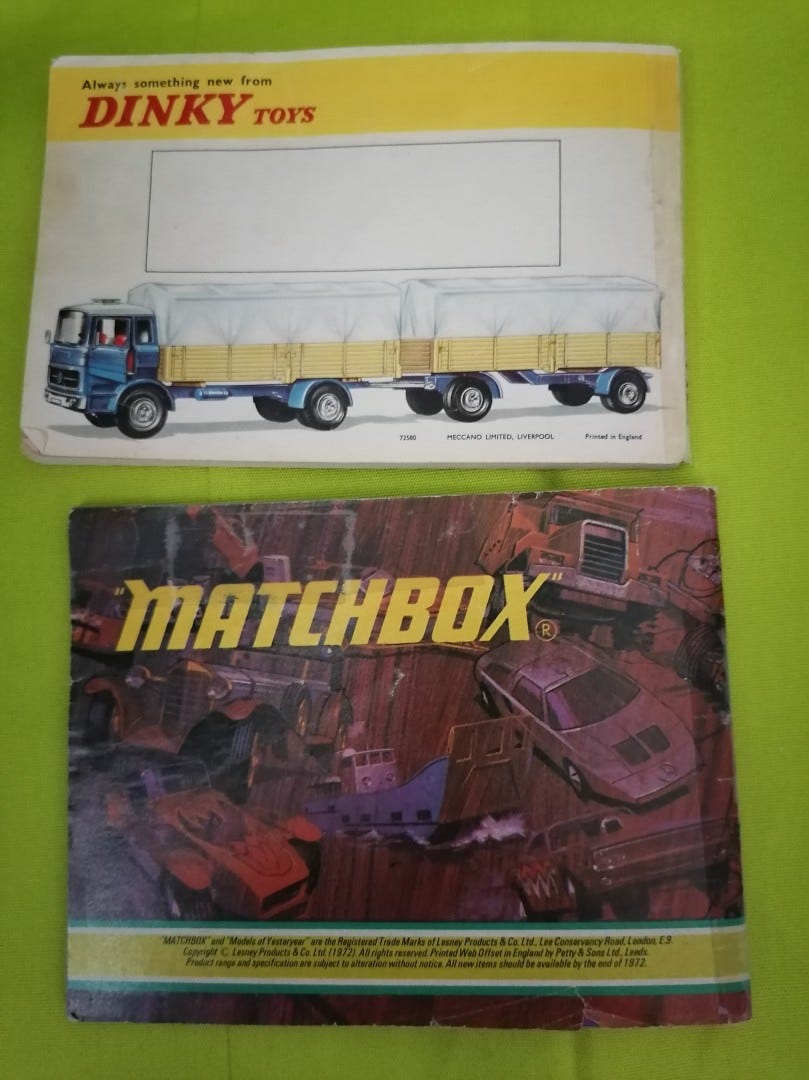 Always something new from
DINKY TOYS
72580 MECCANO LIMITED, LIVERPOOL Printed in England
"MATCHBOX"®
"MATCHBOX" and "Models of Yesteryear" are the Registered Trade Marks of Lesney Products & Co. Ltd., Lee Conservancy Road, London, E.9.
Copyright © Lesney Products & Co. Ltd. (1972). All rights reserved. Printed Web Offset in England by Petty & Sons Ltd., Leeds.
Product range and specification are subject to alteration without notice. All new items should be available by the end of 1972.